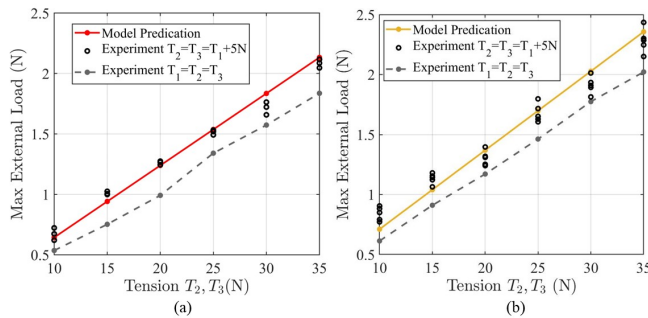 Max External Load (N)
2.5
2
1.5
1
0.5
Model Predication
Experiment T2=T3=T1+5N
Experiment T1=T2=T3
10 15 20 25 30 35
Tension T2, T3(N)
(a)
Max External Load (N)
2.5
2
1.5
1
0.5
Model Predication
Experiment T2=T3=T1+5N
Experiment T1=T2=T3
10 15 20 25 30 35
Tension T2, T3 (N)
(b)